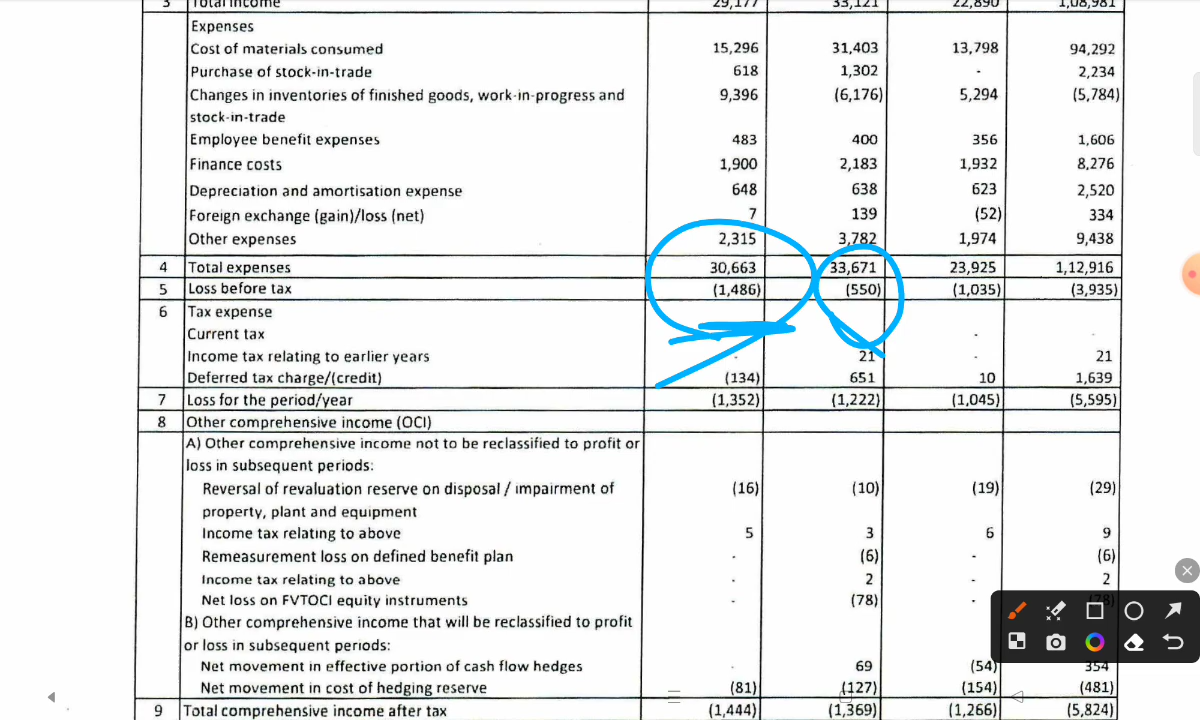 3 Total income 29,177 33,121 22,890 1,08,981
Expenses
Cost of materials consumed 15,296 31,403 13,798 94,292
Purchase of stock-in-trade 618 1,302 - 2,234
Changes in inventories of finished goods, work-in-progress and 9,396 (6,176) 5,294 (5,784)
stock-in-trade
Employee benefit expenses 483 400 356 1,606
Finance costs 1,900 2,183 1,932 8,276
Depreciation and amortisation expense 648 638 623 2,520
Foreign exchange (gain)/loss (net) 7 139 (52) 334
Other expenses 2,315 3,782 1,974 9,438
4 Total expenses 30,663 33,671 23,925 1,12,916
5 Loss before tax (1,486) (550) (1,035) (3,935)
6 Tax expense
Current tax - -
Income tax relating to earlier years - 21 - 21
Deferred tax charge/(credit) (134) 651 10 1,639
7 Loss for the period/year (1,352) (1,222) (1,045) (5,595)
8 Other comprehensive income (OCI)
A) Other comprehensive income not to be reclassified to profit or
loss in subsequent periods:
Reversal of revaluation reserve on disposal / impairment of (16) (10) (19) (29)
property, plant and equipment
Income tax relating to above 5 3 6 9
Remeasurement loss on defined benefit plan - (6) - (6)
Income tax relating to above - 2 - 2
Net loss on FVTOCI equity instruments - (78) - (78)
B) Other comprehensive income that will be reclassified to profit
or loss in subsequent periods:
Net movement in effective portion of cash flow hedges - 69 (54) 354
Net movement in cost of hedging reserve (81) (127) (154) (481)
9 Total comprehensive income after tax (1,444) (1,369) (1,266) (5,824)